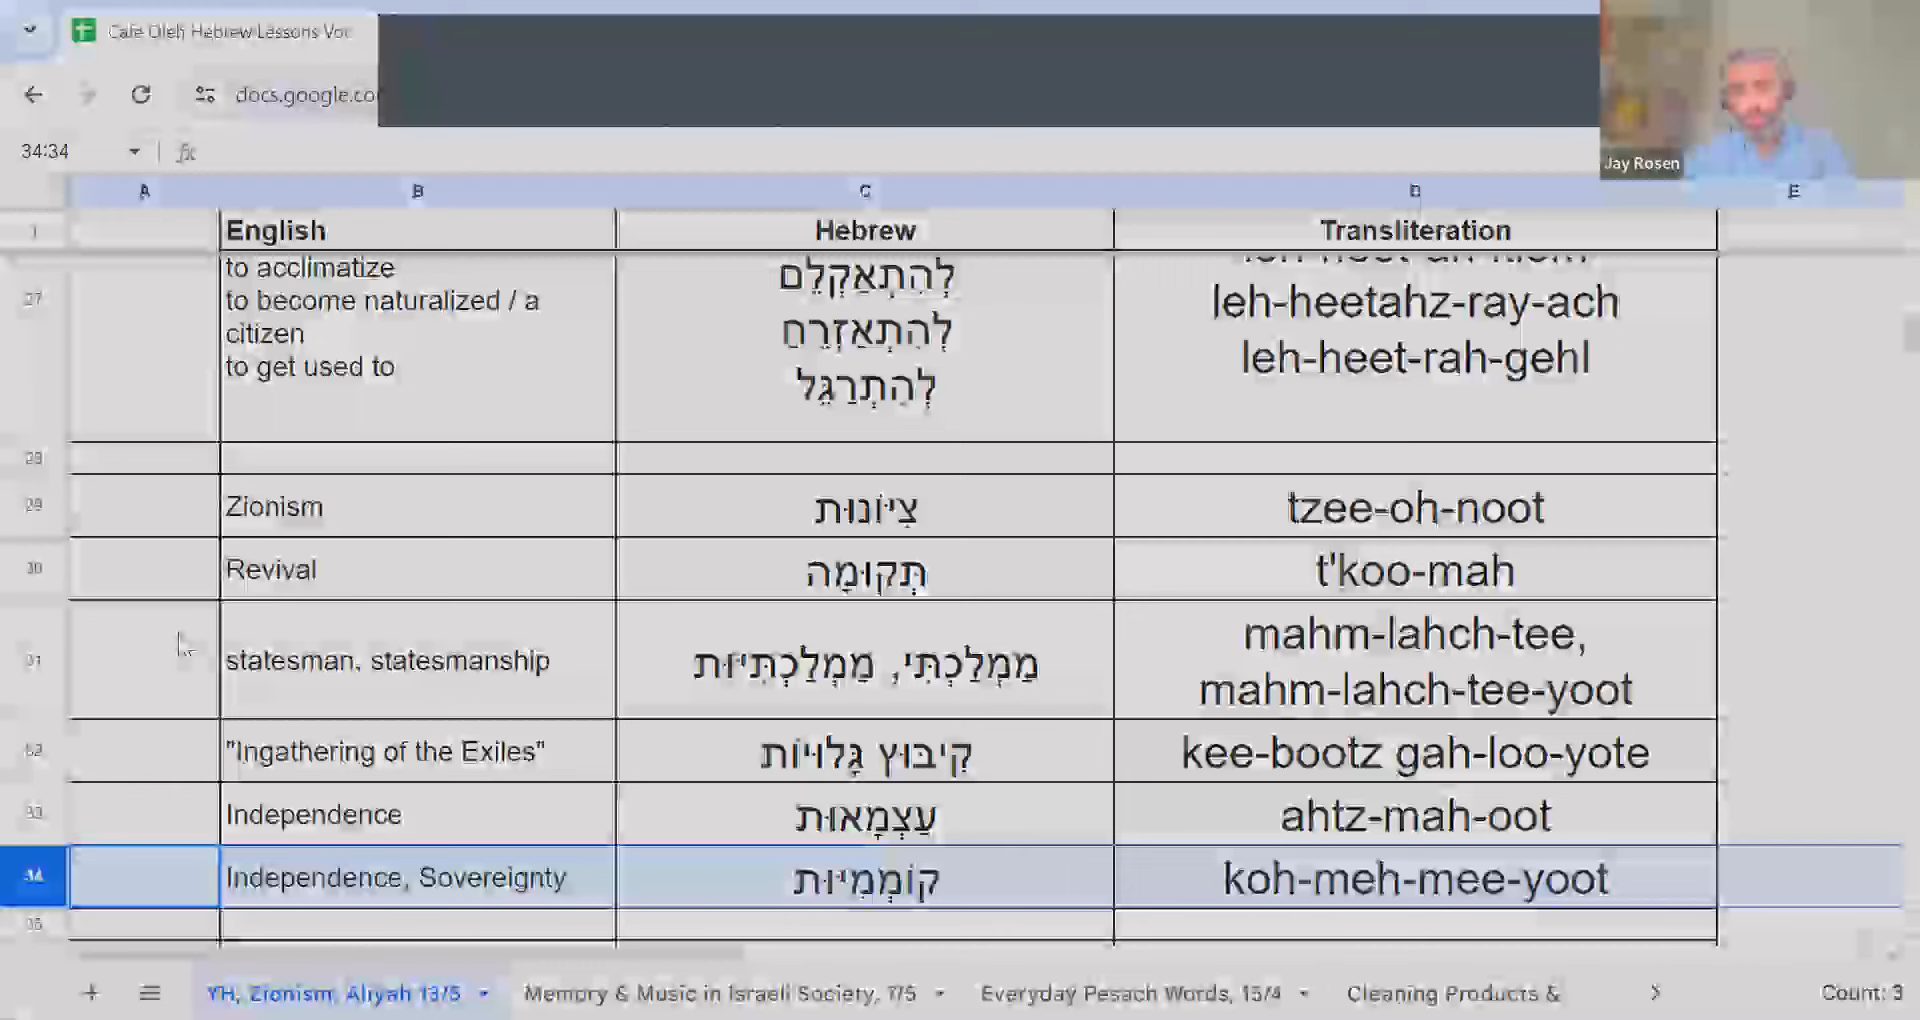 Cafe Oleh Hebrew Lessons Voc
docs.google.co
34:34
fx
Jay Rosen
A B C D E
1 English Hebrew Transliteration
27
to acclimatize
to become naturalized / a
citizen
to get used to
לְהִתְאַקְלֵם
לְהִתְאַזְרֵחַ
לְהִתְרַגֵּל
leh-heetahz-ray-ach
leh-heet-rah-gehl
28
29 Zionism צִיּוֹנוּת tzee-oh-noot
30 Revival תְּקוּמָה t'koo-mah
31 statesman, statesmanship מַמְלַכְתִּי, מַמְלַכְתִּיּוּת mahm-lahch-tee,
mahm-lahch-tee-yoot
32 "Ingathering of the Exiles" קִיבּוּץ גָּלוּיוֹת kee-bootz gah-loo-yote
33 Independence עַצְמָאוּת ahtz-mah-oot
34 Independence, Sovereignty קוֹמְמִיּוּת koh-meh-mee-yoot
35
YH, Zionism, Aliyah 13/5 Memory & Music in Israeli Society, 7/5 Everyday Pesach Words, 15/4 Cleaning Products & Count: 3